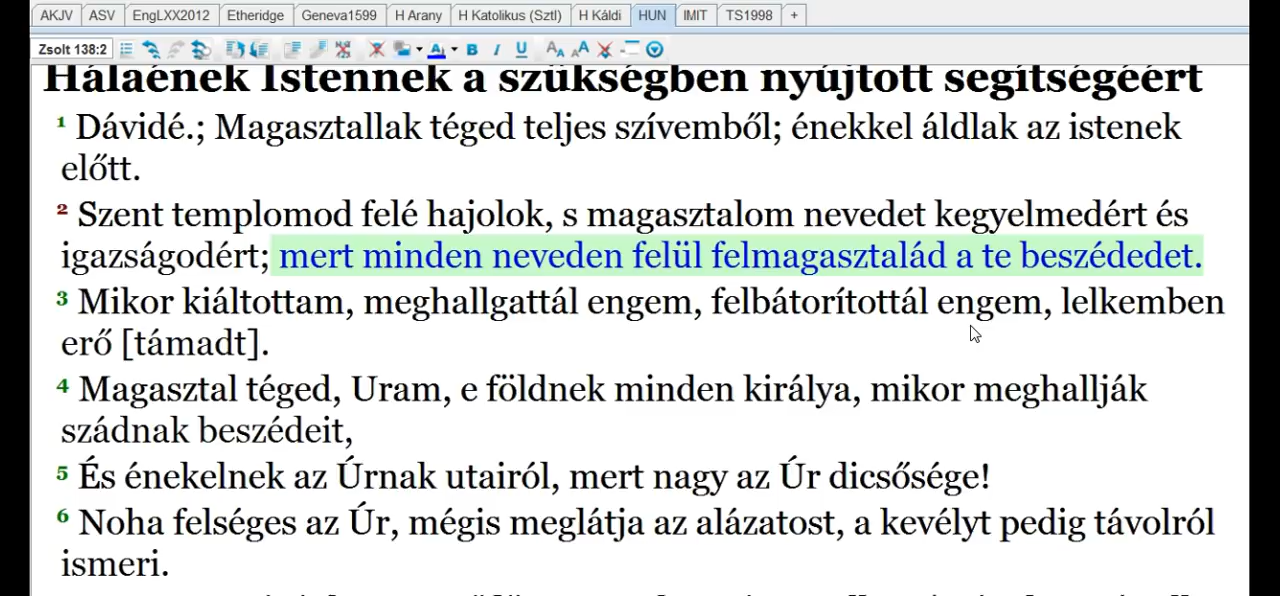 AKJV ASV EngLXX2012 Etheridge Geneva1599 H Arany H Katolikus (Sztl) H Káldi HUN IMIT TS1998 +
Zsolt 138:2
Hálaének Istennek a szükségben nyújtott segítségéért
1 Dávidé.; Magasztallak téged teljes szívemből; énekkel áldlak az istenek
előtt.
2 Szent templomod felé hajolok, s magasztalom nevedet kegyelmedért és
igazságodért; mert minden neveden felül felmagasztalád a te beszédedet.
3 Mikor kiáltottam, meghallgattál engem, felbátorítottál engem, lelkemben
erő [támadt].
4 Magasztal téged, Uram, e földnek minden királya, mikor meghallják
szádnak beszédeit,
5 És énekelnek az Úrnak utairól, mert nagy az Úr dicsősége!
6 Noha felséges az Úr, mégis meglátja az alázatost, a kevélyt pedig távolról
ismeri.